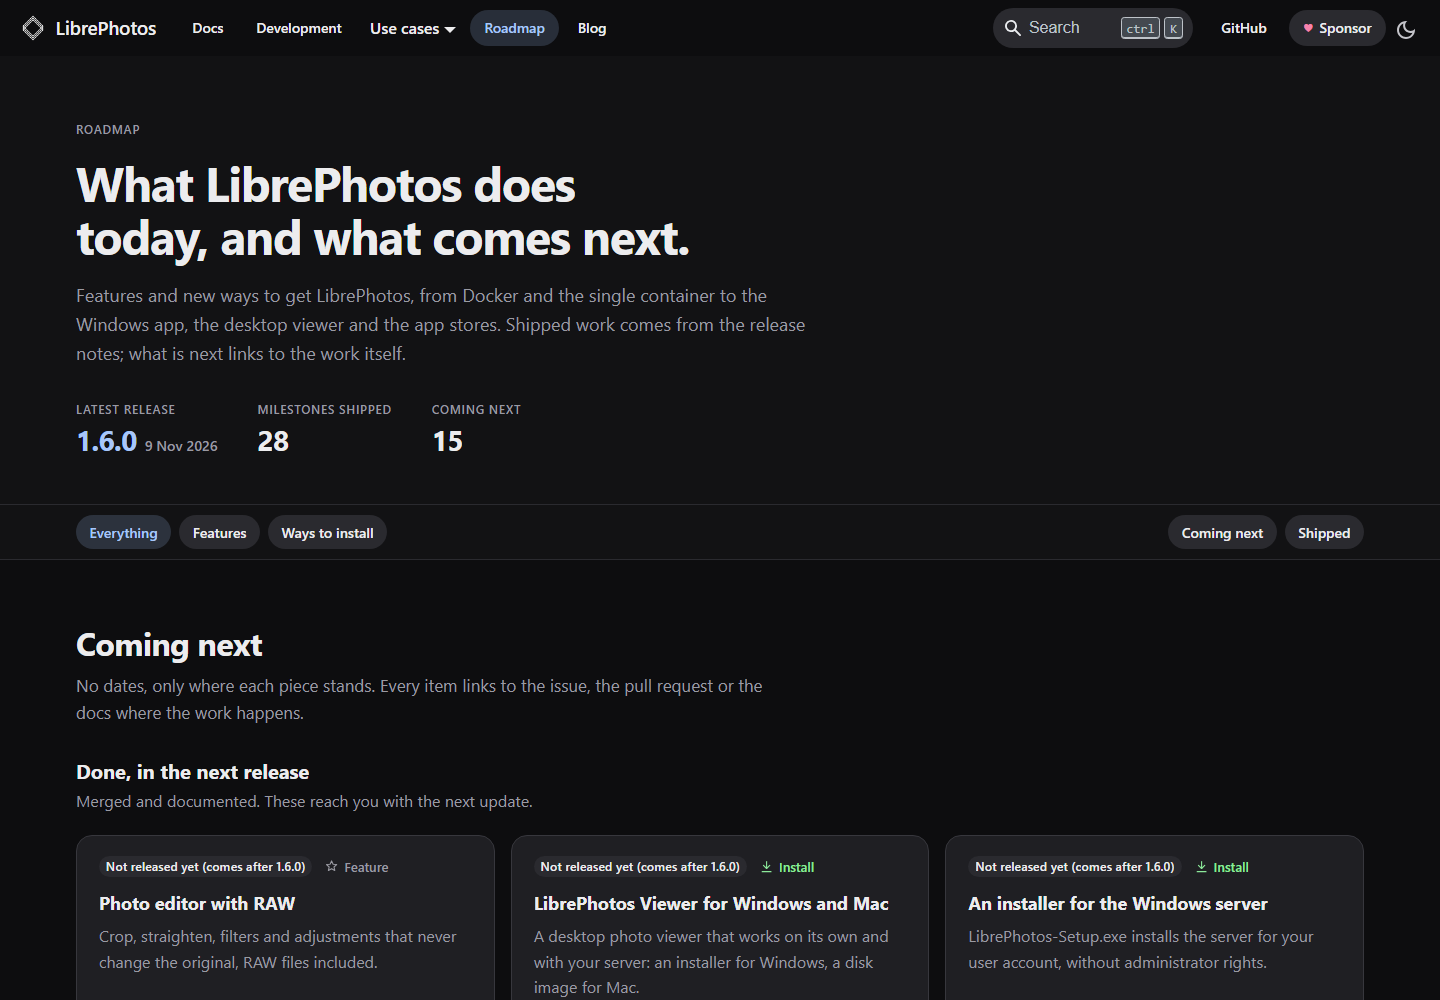 LibrePhotos
Docs
Development
Use cases
Roadmap
Blog
Search
ctrl K
GitHub
Sponsor
ROADMAP
What LibrePhotos does
today, and what comes next.
Features and new ways to get LibrePhotos, from Docker and the single container to the
Windows app, the desktop viewer and the app stores. Shipped work comes from the release
notes; what is next links to the work itself.
LATEST RELEASE
1.6.0 9 Nov 2026
MILESTONES SHIPPED
28
COMING NEXT
15
Everything
Features
Ways to install
Coming next
Shipped
Coming next
No dates, only where each piece stands. Every item links to the issue, the pull request or the
docs where the work happens.
Done, in the next release
Merged and documented. These reach you with the next update.
Not released yet (comes after 1.6.0) Feature
Photo editor with RAW
Crop, straighten, filters and adjustments that never
change the original, RAW files included.
Not released yet (comes after 1.6.0) Install
LibrePhotos Viewer for Windows and Mac
A desktop photo viewer that works on its own and
with your server: an installer for Windows, a disk
image for Mac.
Not released yet (comes after 1.6.0) Install
An installer for the Windows server
LibrePhotos-Setup.exe installs the server for your
user account, without administrator rights.